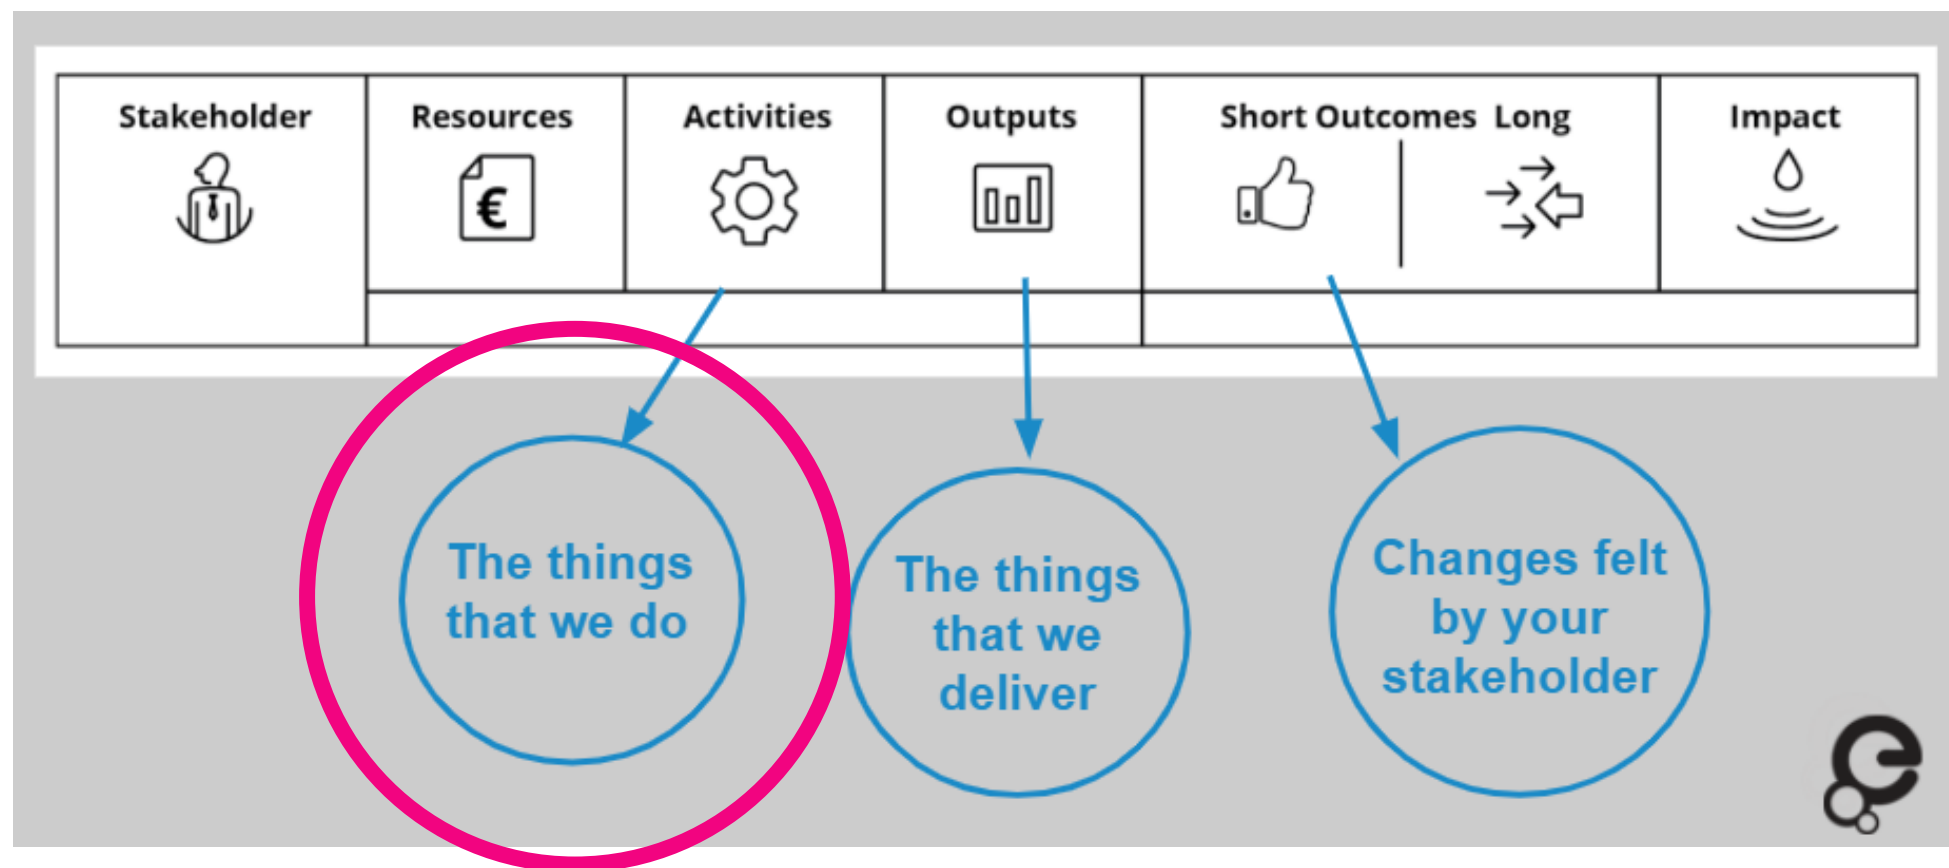 Stakeholder Resources Activities Outputs Short Outcomes Long Impact
€
The things
that we do
The things
that we
deliver
Changes felt
by your
stakeholder